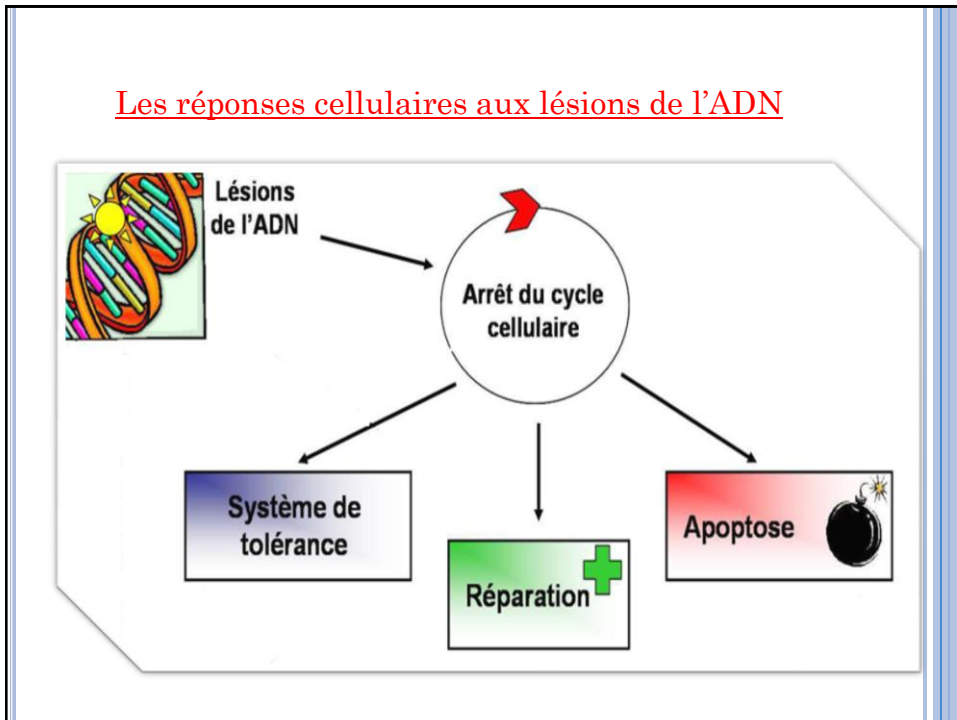 Les réponses cellulaires aux lésions de l’ADN
Lésions
de l’ADN
Arrêt du cycle
cellulaire
Système de
tolérance
Réparation
Apoptose